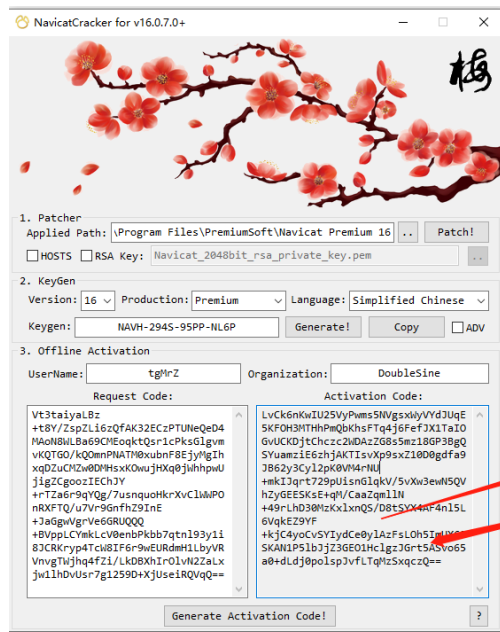 NavicatCracker for v16.0.7.0+
梅
1. Patcher
Applied Path: \Program Files\PremiumSoft\Navicat Premium 16 .. Patch!
HOSTS RSA Key: Navicat_2048bit_rsa_private_key.pem ..
2. KeyGen
Version: 16 Production: Premium Language: Simplified Chinese
Keygen: NAVH-294S-95PP-NL6P Generate! Copy ADV
3. Offline Activation
UserName: tgMrZ Organization: DoubleSine
Request Code:
Vt3taiyaLBz
+t8Y/ZspZLi6zQfAK32ECzPTUNeQeD4
MAoN8WLBa69CMEoqktQsr1cPksGlgvm
vKQTGO/kQOmnPNATM0xubnF8EjyMgIh
xqDZuCMZw0DMHsxKOwujHXq0jWhhpwU
jigZCgoozIEChJY
+rTZa6r9qYQg/7usnquoHkrXvClWWPO
nRXFTQ/u7Vr9GnfhZ9InE
+JaGgwVgrVe6GRUQQQ
+BVppLCYmkLcV0enbPkbb7qtnl93y1i
8JCRKryp4TcW8IF6r9wEURdmH1LbyVR
VnvgTWjhq4fZi/LkDBXhIrOlvN2ZaLx
jwllhDvUsr7g1259D+XjUseiRQVqQ==
Activation Code:
LvCk6nKwIU25VyPwms5NVgsxWyVYdJUqE
5KFOH3MTHhPmQbKhsFTq4j6FefJX1TaIO
GvUCKDjtChczc2WDAzZG8s5mz18GP3BgQ
SYuamziE6zhjAKTIsvXp9sxZ10D0gdfa9
JB62y3Cyl2pK0VM4rNU
+mkIJqrt729pUisnGlqkV/5vXw3ewN5QV
hZyGEESKsE+qM/CaaZqmllN
+49rLhD30MzKxlxnQS/D8tSYX4AF4nl5L
6VqkEZ9YF
+kjC4yoCvSYIydCe0ylAzFsLOh5Im
SKAN1P5lbJjZ3GEO1HclgzJGrt5ASvo65
a0+dLdj0polspJvfLTqMzSxqczQ==
Generate Activation Code! ?